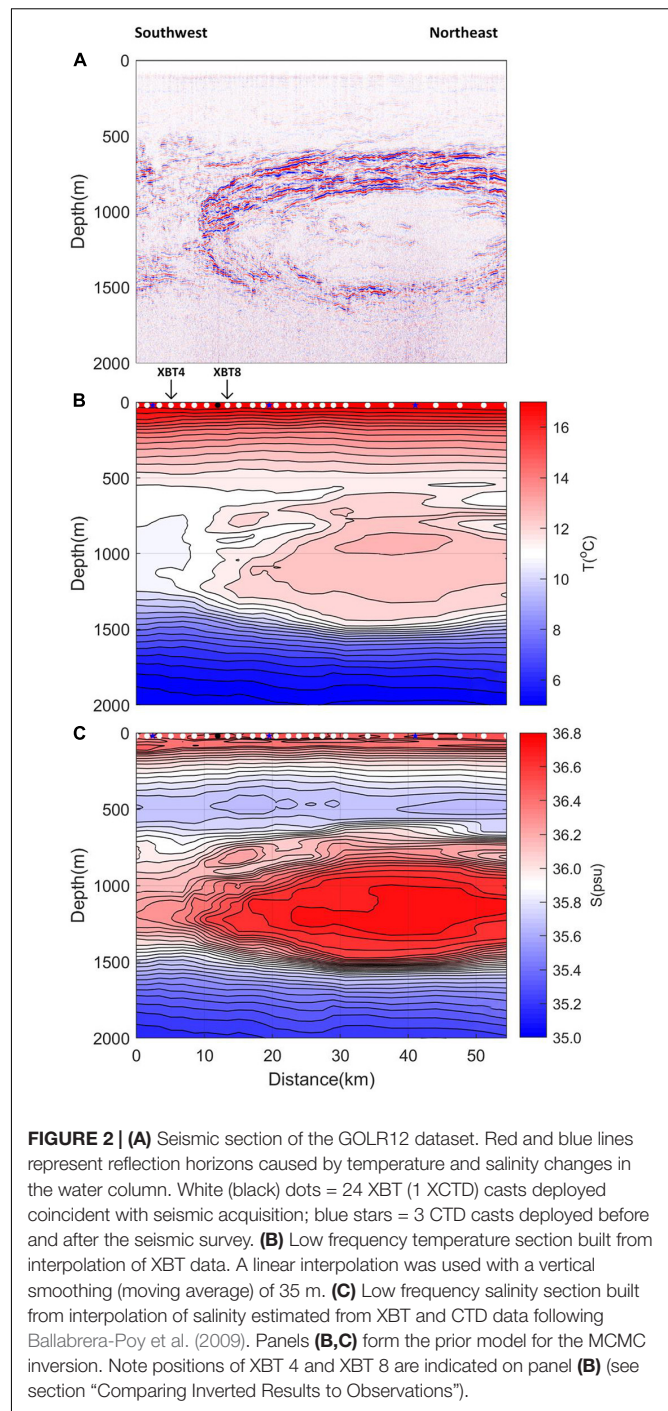 Southwest Northeast
A
0
500
1000
1500
2000
Depth(m)
XBT4 XBT8
B
0
500
1000
1500
2000
Depth(m)
16
14
12
10
8
6
T(°C)
C
0
500
1000
1500
2000
Depth(m)
36.8
36.6
36.4
36.2
36.0
35.8
35.6
35.4
35.2
35.0
S(psu)
0 10 20 30 40 50
Distance(km)
FIGURE 2 | (A) Seismic section of the GOLR12 dataset. Red and blue lines
represent reflection horizons caused by temperature and salinity changes in
the water column. White (black) dots = 24 XBT (1 XCTD) casts deployed
coincident with seismic acquisition; blue stars = 3 CTD casts deployed before
and after the seismic survey. (B) Low frequency temperature section built from
interpolation of XBT data. A linear interpolation was used with a vertical
smoothing (moving average) of 35 m. (C) Low frequency salinity section built
from interpolation of salinity estimated from XBT and CTD data following
Ballabrera-Poy et al. (2009). Panels (B,C) form the prior model for the MCMC
inversion. Note positions of XBT 4 and XBT 8 are indicated on panel (B) (see
section “Comparing Inverted Results to Observations”).